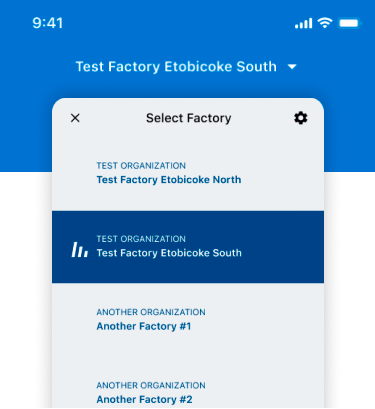 9:41
Test Factory Etobicoke South
Select Factory
TEST ORGANIZATION
Test Factory Etobicoke North
TEST ORGANIZATION
Test Factory Etobicoke South
ANOTHER ORGANIZATION
Another Factory #1
ANOTHER ORGANIZATION
Another Factory #2